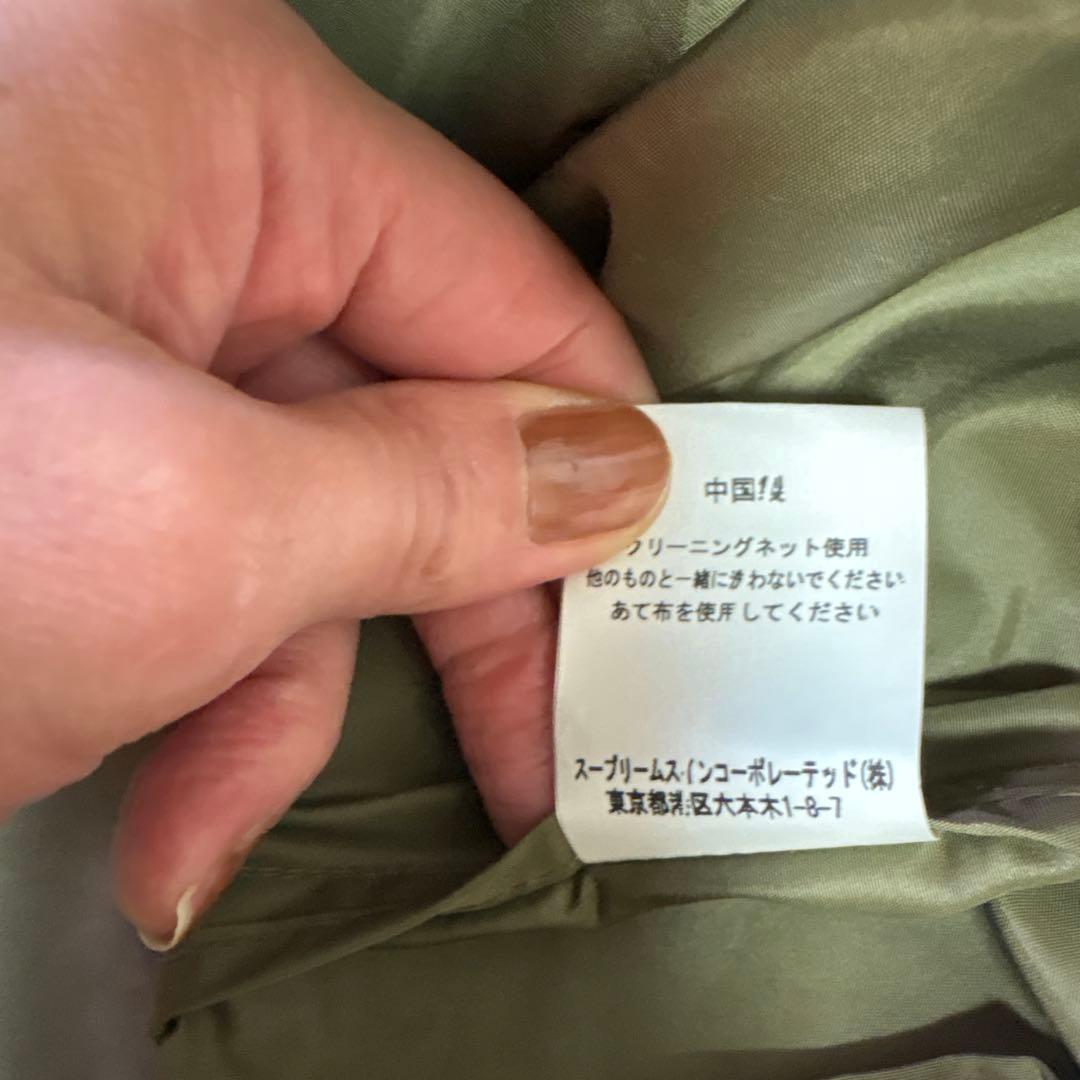 中国製
クリーニングネット使用
他のものと一緒に洗わないでください
あて布を使用してください
スープリームスインコーポレーテッド(株)
東京都港区六本木1-8-7